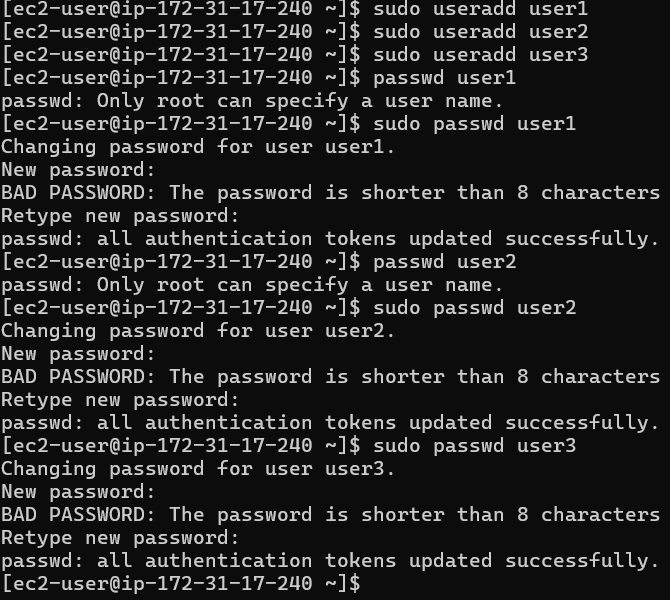 [ec2-user@ip-172-31-17-240 ~]$ sudo useradd user1
[ec2-user@ip-172-31-17-240 ~]$ sudo useradd user2
[ec2-user@ip-172-31-17-240 ~]$ sudo useradd user3
[ec2-user@ip-172-31-17-240 ~]$ passwd user1
passwd: Only root can specify a user name.
[ec2-user@ip-172-31-17-240 ~]$ sudo passwd user1
Changing password for user user1.
New password:
BAD PASSWORD: The password is shorter than 8 characters
Retype new password:
passwd: all authentication tokens updated successfully.
[ec2-user@ip-172-31-17-240 ~]$ passwd user2
passwd: Only root can specify a user name.
[ec2-user@ip-172-31-17-240 ~]$ sudo passwd user2
Changing password for user user2.
New password:
BAD PASSWORD: The password is shorter than 8 characters
Retype new password:
passwd: all authentication tokens updated successfully.
[ec2-user@ip-172-31-17-240 ~]$ sudo passwd user3
Changing password for user user3.
New password:
BAD PASSWORD: The password is shorter than 8 characters
Retype new password:
passwd: all authentication tokens updated successfully.
[ec2-user@ip-172-31-17-240 ~]$